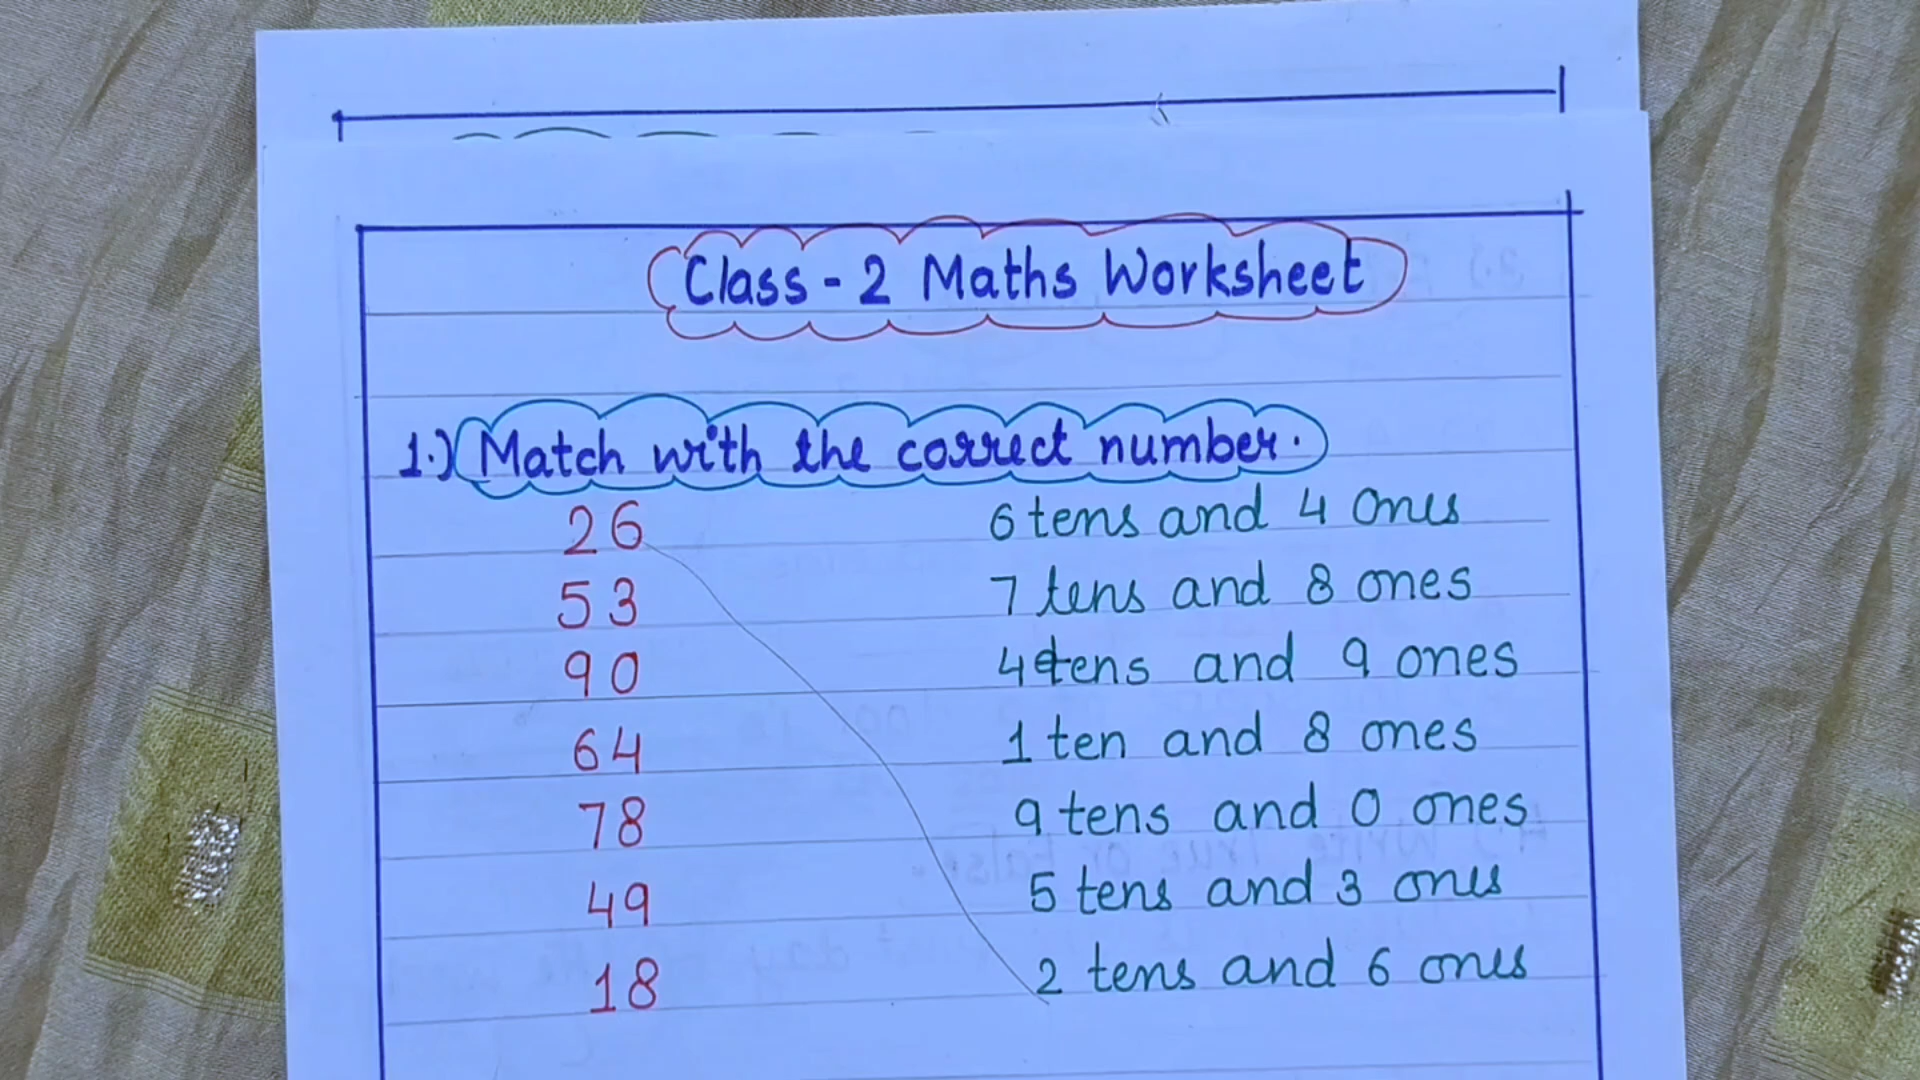 Class - 2 Maths Worksheet
1.) Match with the correct number.
26 6 tens and 4 ones
53 7 tens and 8 ones
90 4 tens and 9 ones
64 1 ten and 8 ones
78 9 tens and 0 ones
49 5 tens and 3 ones
18 2 tens and 6 ones